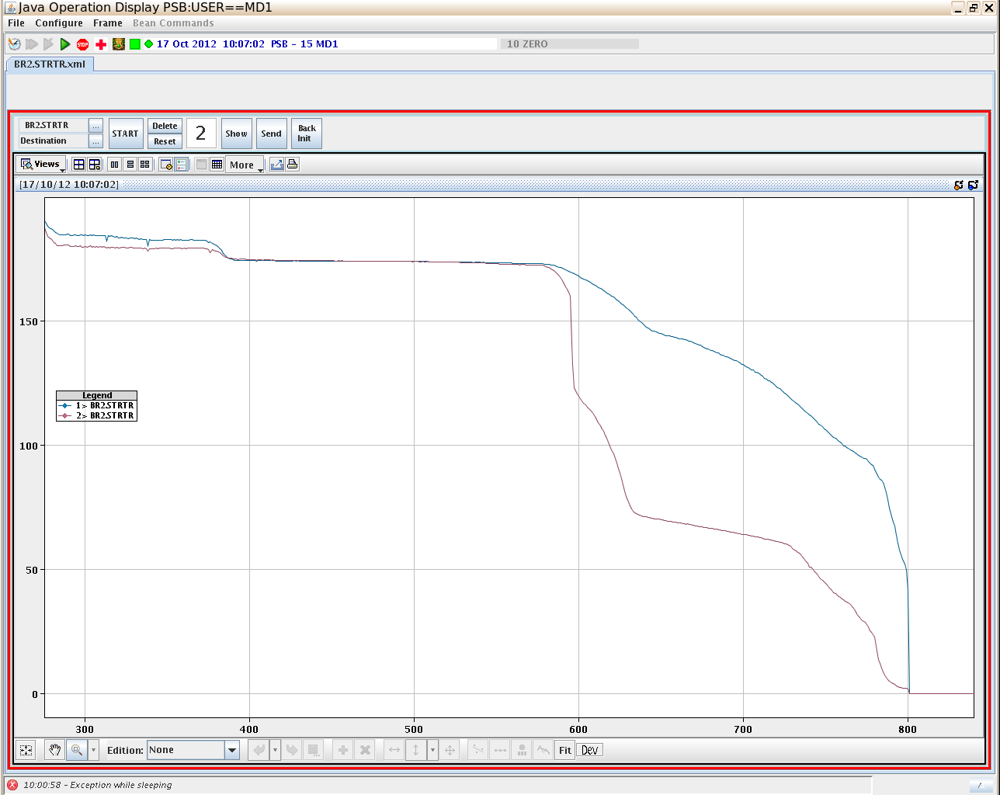 Java Operation Display PSB:USER==MD1
File Configure Frame Bean Commands
STOP 17 Oct 2012 10:07:02 PSB - 15 MD1 10 ZERO
BR2.STRTR.xml
BR2.STRTR ... START Delete 2 Show Send Back Init
Destination ... Reset
Views More
[17/10/12 10:07:02]
150
Legend
1> BR2.STRTR
2> BR2.STRTR
100
50
0
300 400 500 600 700 800
Edition: None Fit Dev
10:00:58 - Exception while sleeping